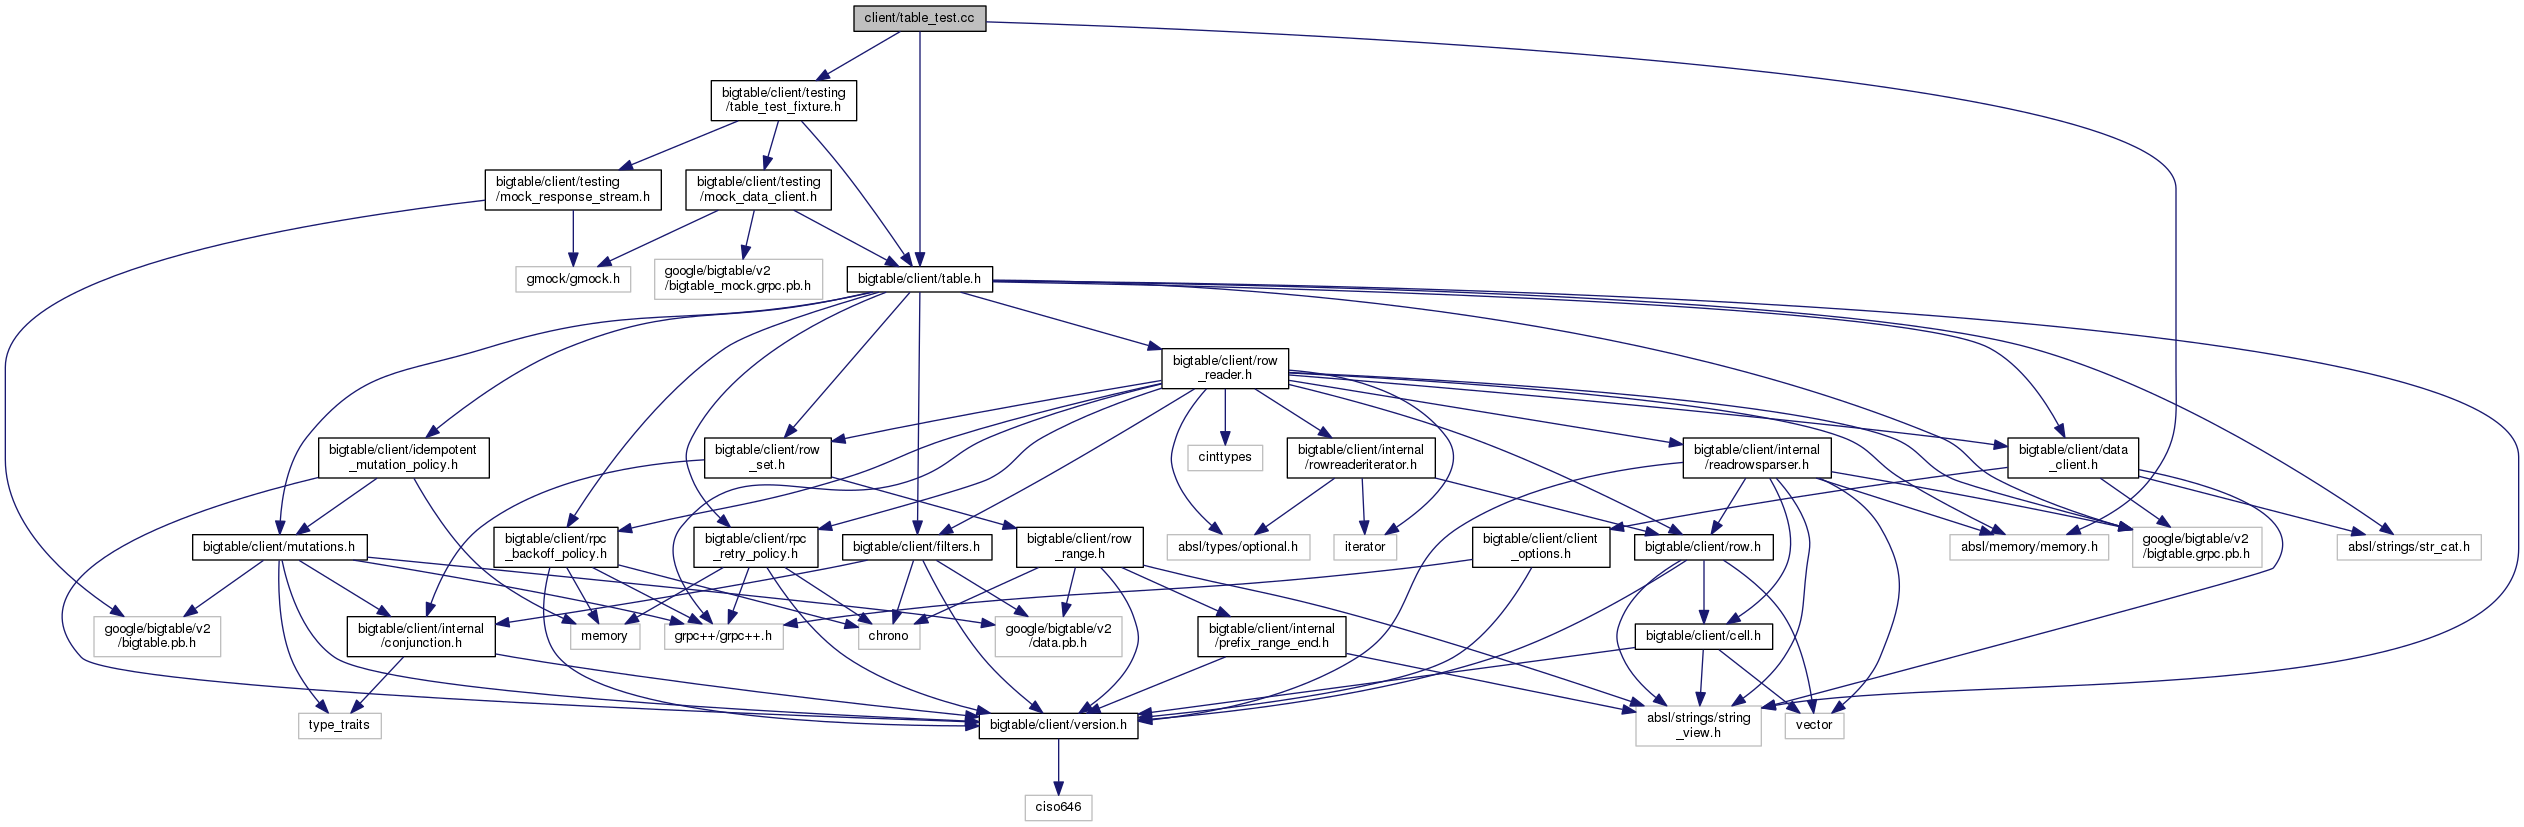 client/table_test.cc
bigtable/client/testing
/table_test_fixture.h
bigtable/client/testing
/mock_response_stream.h
bigtable/client/testing
/mock_data_client.h
gmock/gmock.h
google/bigtable/v2
/bigtable_mock.grpc.pb.h
bigtable/client/table.h
bigtable/client/row
_reader.h
bigtable/client/idempotent
_mutation_policy.h
bigtable/client/row
_set.h
cinttypes
bigtable/client/internal
/rowreaderiterator.h
bigtable/client/internal
/readrowsparser.h
bigtable/client/data
_client.h
bigtable/client/mutations.h
bigtable/client/rpc
_backoff_policy.h
bigtable/client/rpc
_retry_policy.h
bigtable/client/filters.h
bigtable/client/row
_range.h
absl/types/optional.h
iterator
bigtable/client/client
_options.h
bigtable/client/row.h
absl/memory/memory.h
google/bigtable/v2
/bigtable.grpc.pb.h
absl/strings/str_cat.h
google/bigtable/v2
/bigtable.pb.h
bigtable/client/internal
/conjunction.h
memory
grpc++/grpc++.h
chrono
google/bigtable/v2
/data.pb.h
bigtable/client/internal
/prefix_range_end.h
bigtable/client/cell.h
type_traits
bigtable/client/version.h
absl/strings/string
_view.h
vector
ciso646